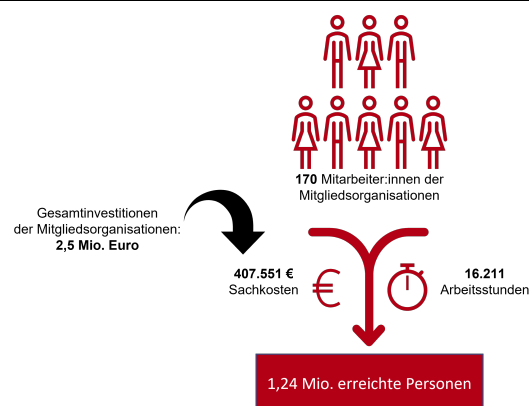 170 Mitarbeiter:innen der
Mitgliedsorganisationen
Gesamtinvestitionen
der Mitgliedsorganisationen:
2,5 Mio. Euro
407.551 €
Sachkosten
€
16.211
Arbeitsstunden
1,24 Mio. erreichte Personen